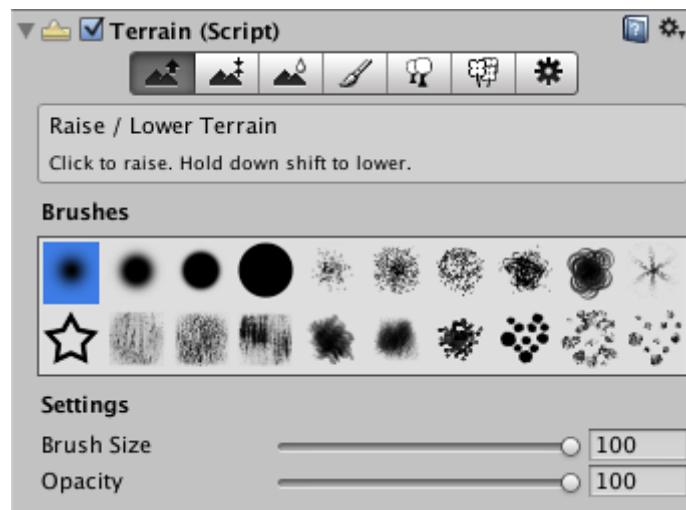 Terrain (Script)
Raise / Lower Terrain
Click to raise. Hold down shift to lower.
Brushes
Settings
Brush Size 100
Opacity 100